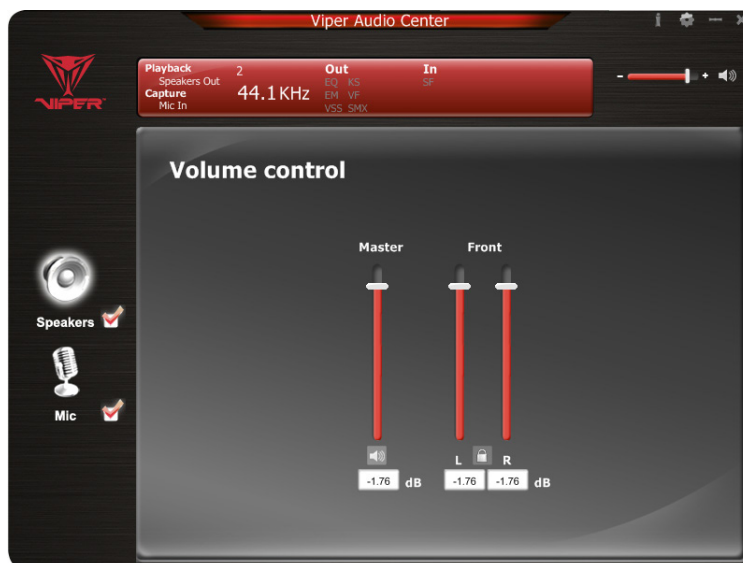 Viper Audio Center
VIPER
Playback 2
Speakers Out
Capture 44.1KHz
Mic In
Out
EQ KS
EM VF
VSS SMX
In
SF
- +
Volume control
Master Front
Speakers
Mic
L R
-1.76 dB -1.76 -1.76 dB